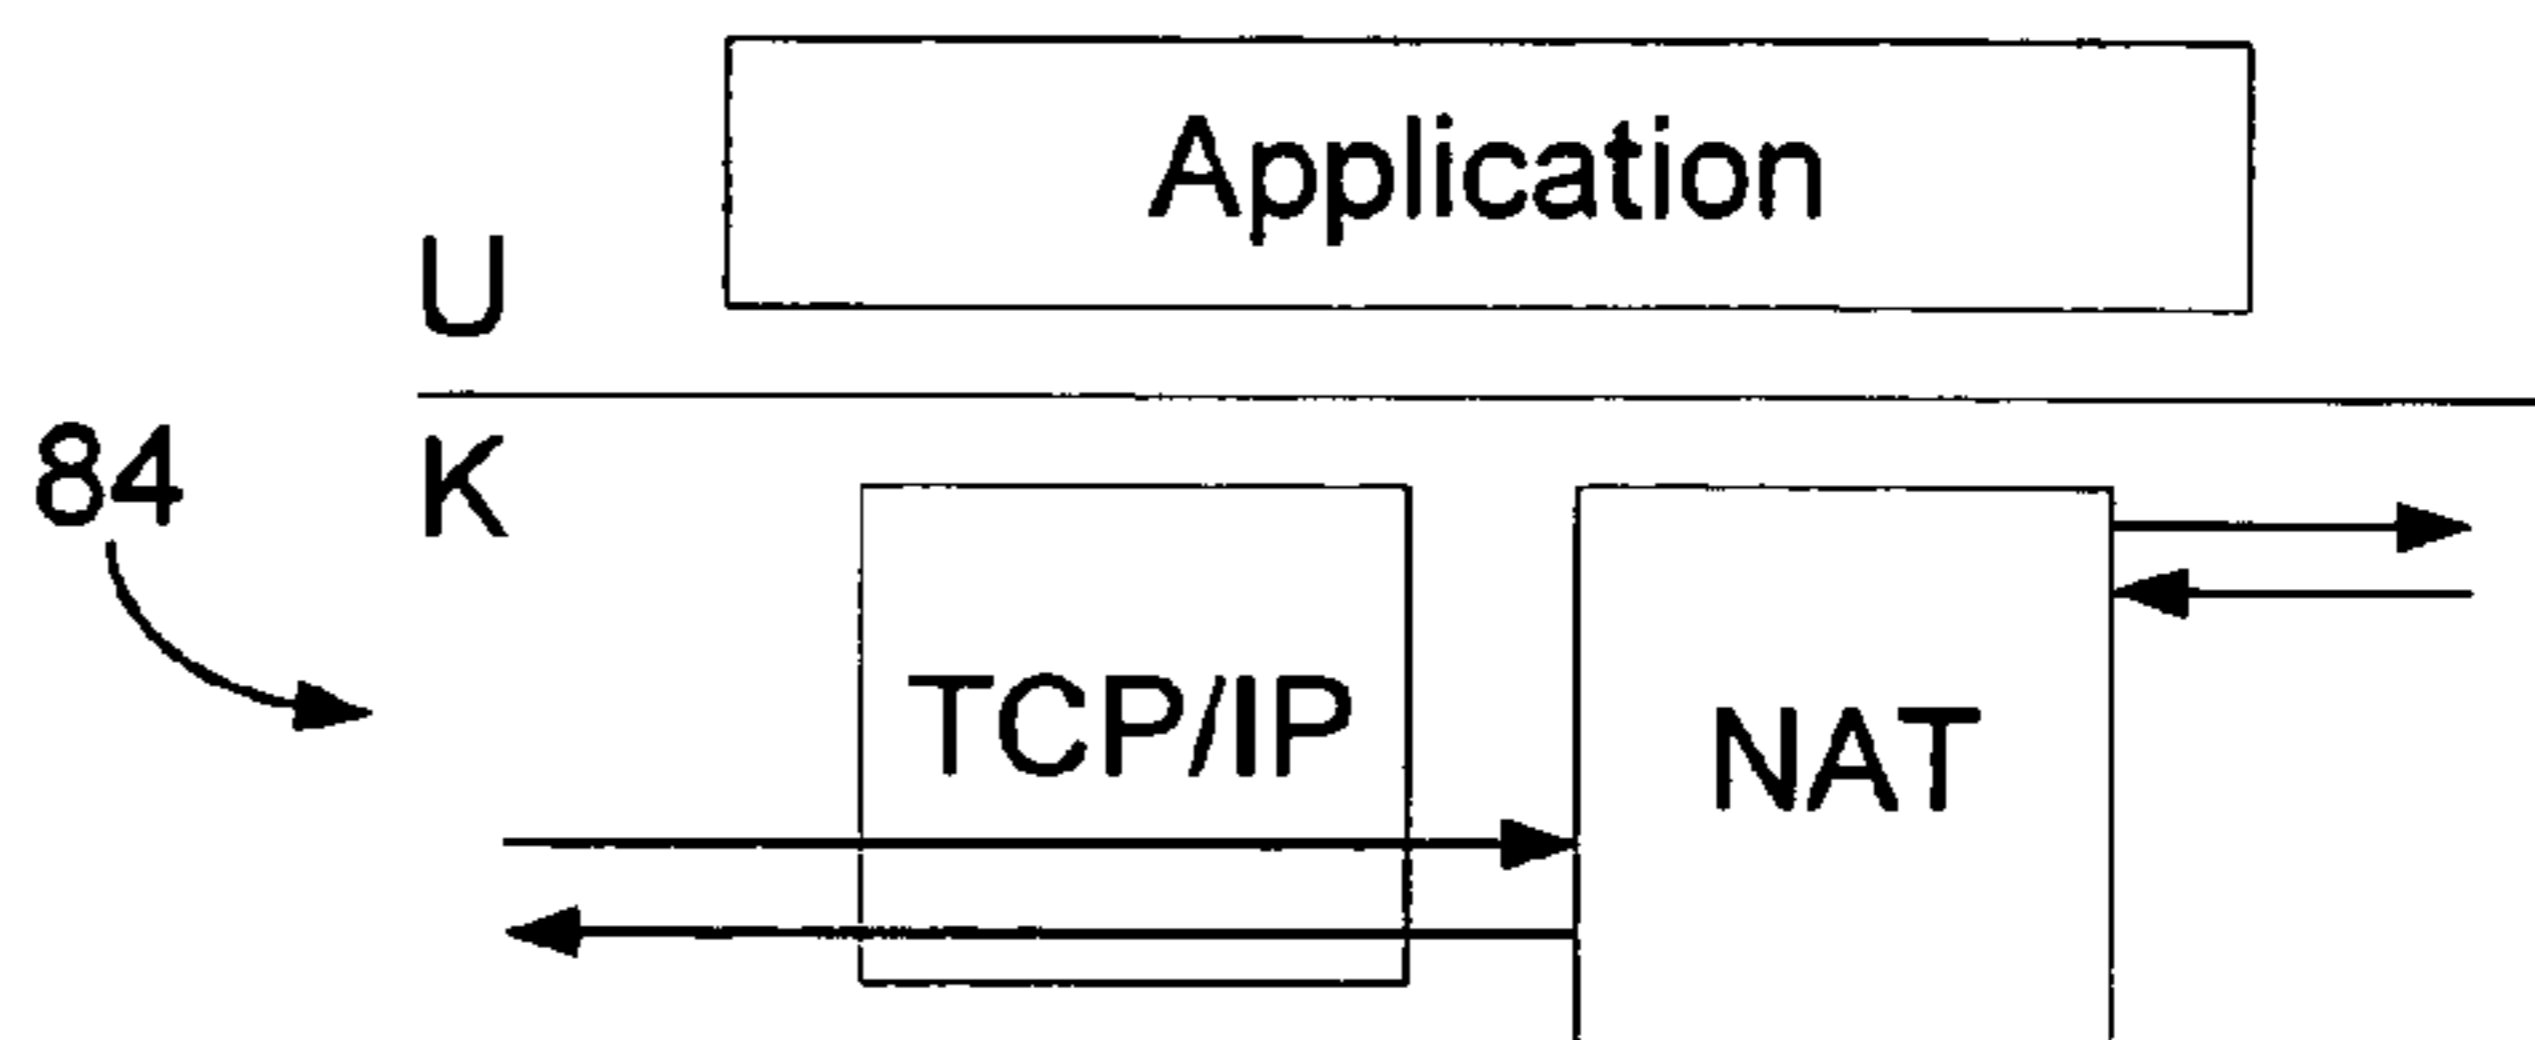 Application
U
84
K
TCP/IP
NAT